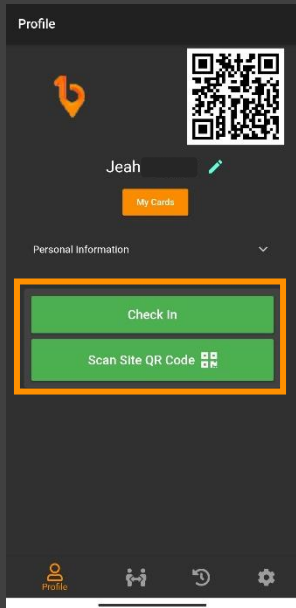 Profile
Jeah
My Cards
Personal Information
Check In
Scan Site QR Code
Profile